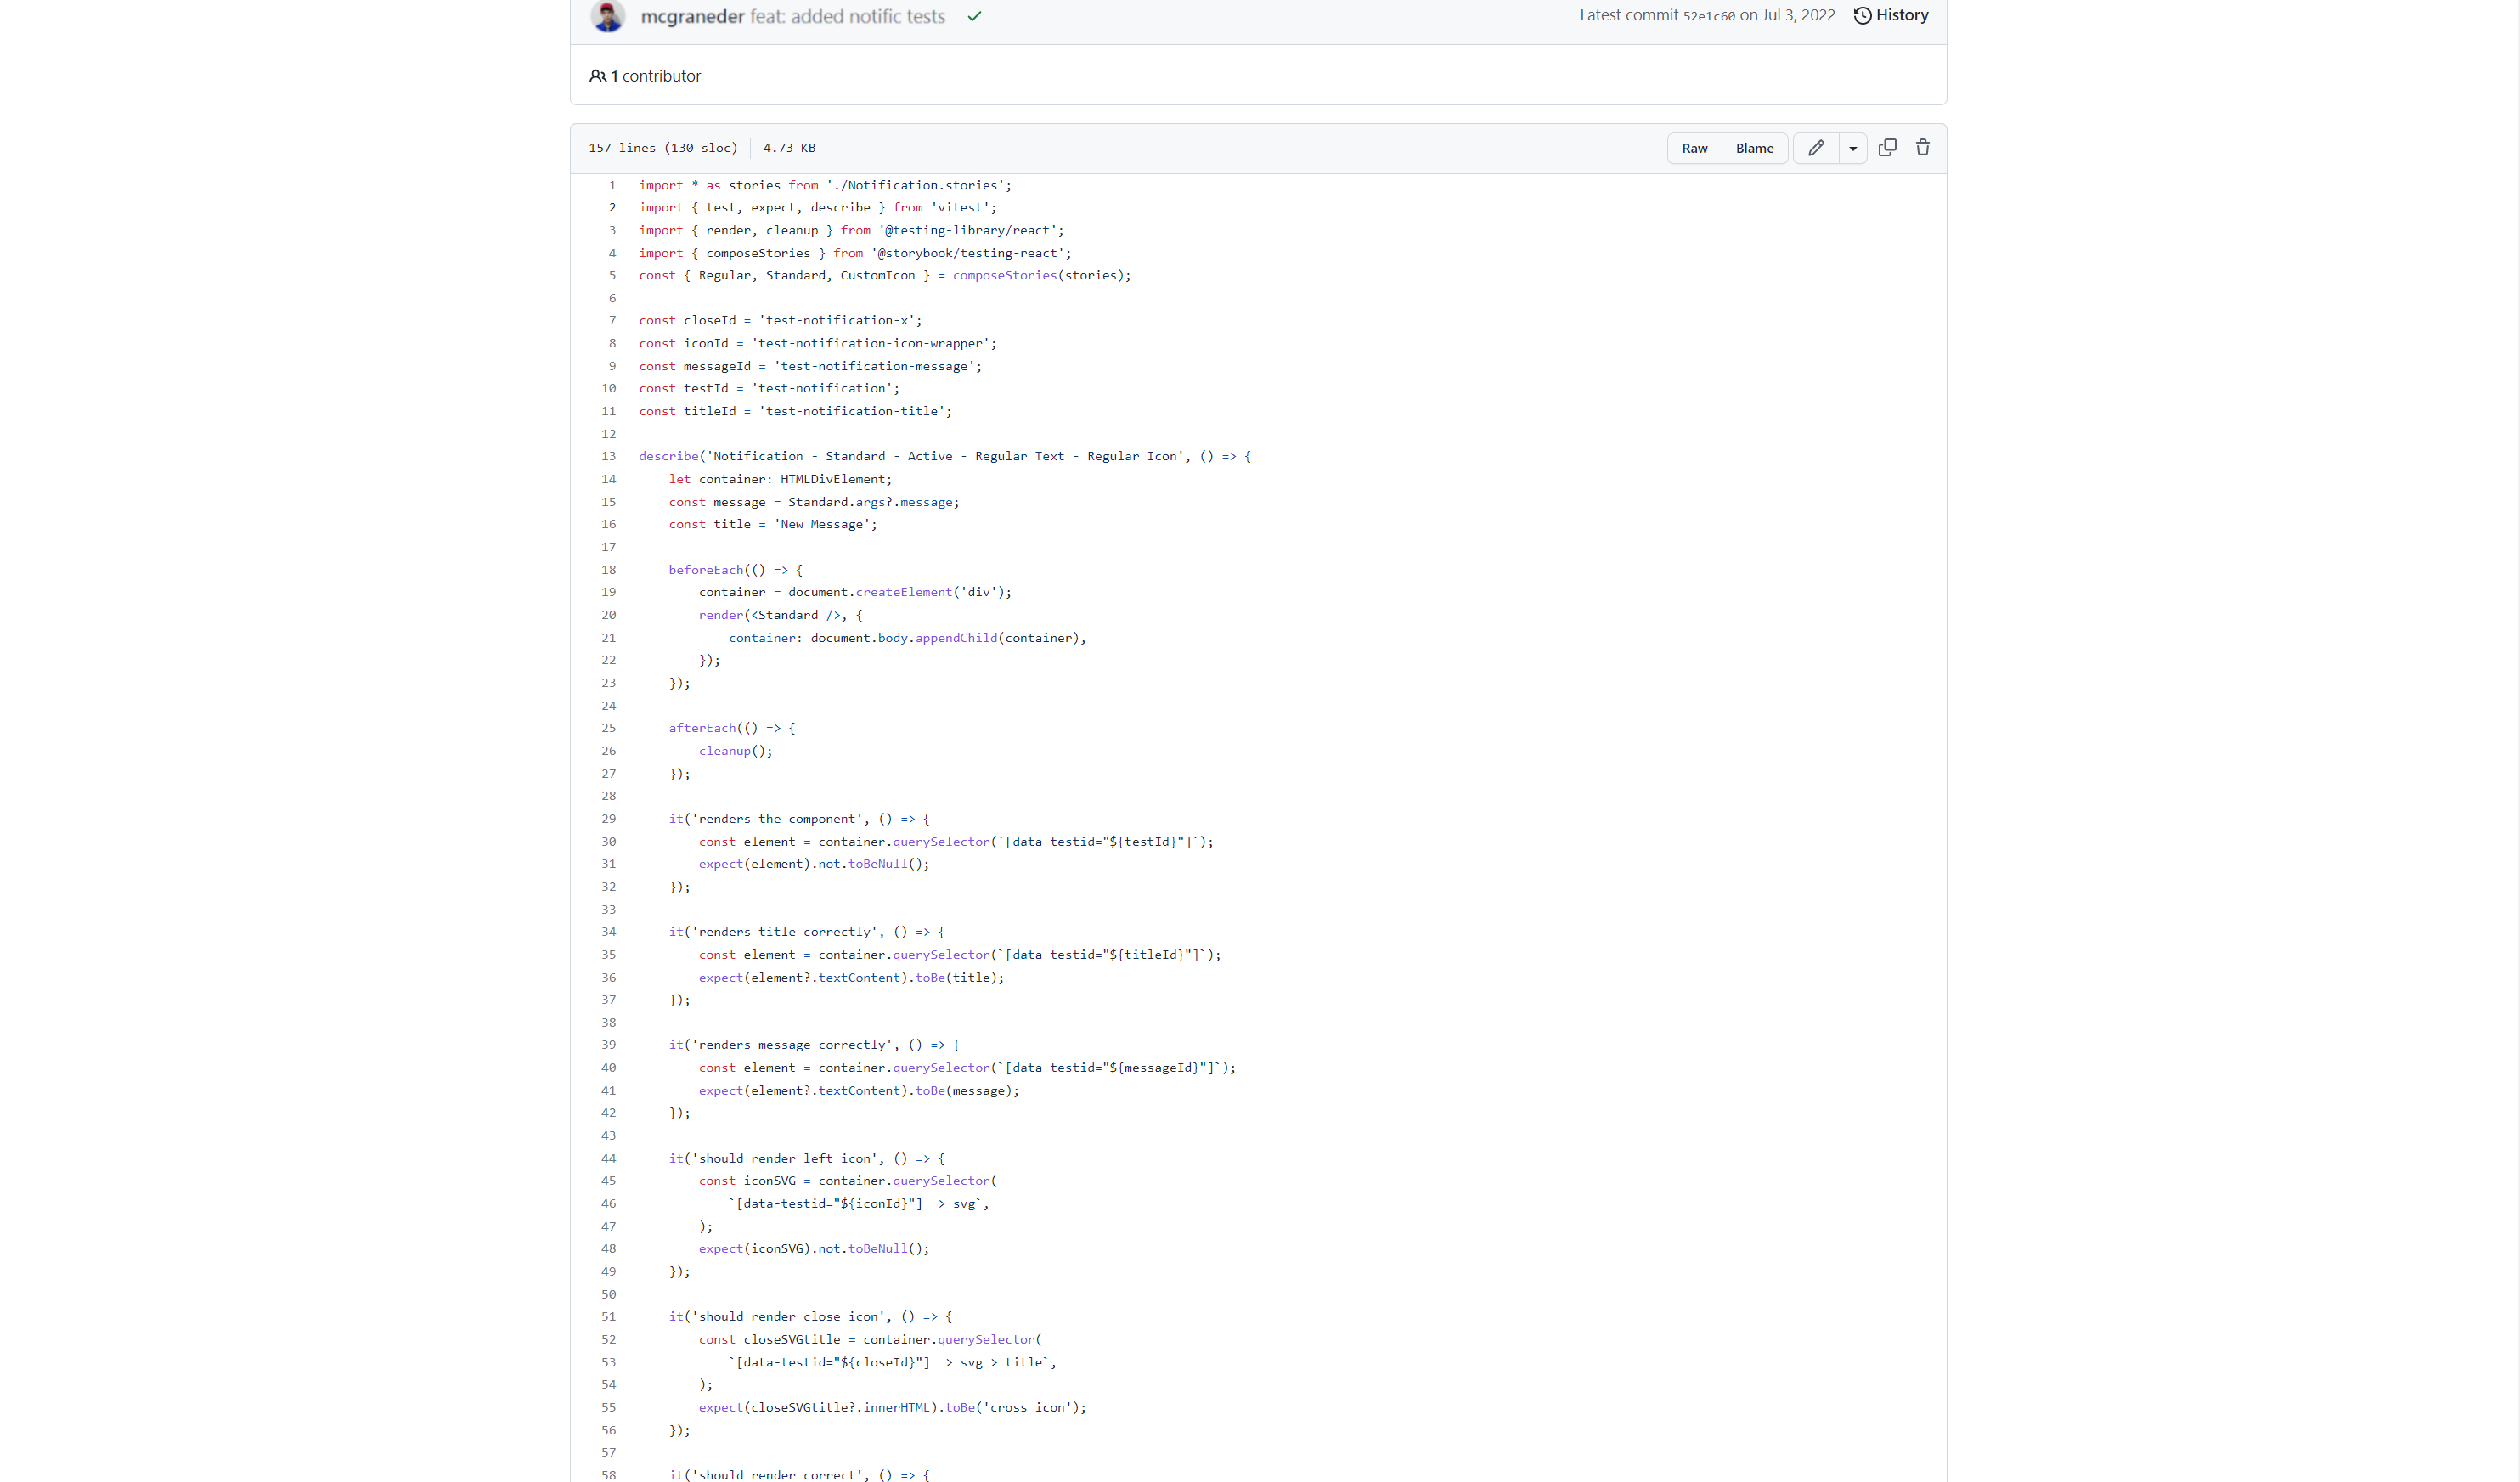 mcgraneder feat: added notific tests Latest commit 52e1c60 on Jul 3, 2022 History
1 contributor
157 lines (130 sloc) 4.73 KB Raw Blame
1 import * as stories from './Notification.stories';
2 import { test, expect, describe } from 'vitest';
3 import { render, cleanup } from '@testing-library/react';
4 import { composeStories } from '@storybook/testing-react';
5 const { Regular, Standard, CustomIcon } = composeStories(stories);
6
7 const closeId = 'test-notification-x';
8 const iconId = 'test-notification-icon-wrapper';
9 const messageId = 'test-notification-message';
10 const testId = 'test-notification';
11 const titleId = 'test-notification-title';
12
13 describe('Notification - Standard - Active - Regular Text - Regular Icon', () => {
14     let container: HTMLDivElement;
15     const message = Standard.args?.message;
16     const title = 'New Message';
17
18     beforeEach(() => {
19         container = document.createElement('div');
20         render(<Standard />, {
21             container: document.body.appendChild(container),
22         });
23     });
24
25     afterEach(() => {
26         cleanup();
27     });
28
29     it('renders the component', () => {
30         const element = container.querySelector(`[data-testid="${testId}"]`);
31         expect(element).not.toBeNull();
32     });
33
34     it('renders title correctly', () => {
35         const element = container.querySelector(`[data-testid="${titleId}"]`);
36         expect(element?.textContent).toBe(title);
37     });
38
39     it('renders message correctly', () => {
40         const element = container.querySelector(`[data-testid="${messageId}"]`);
41         expect(element?.textContent).toBe(message);
42     });
43
44     it('should render left icon', () => {
45         const iconSVG = container.querySelector(
46             `[data-testid="${iconId}"]  > svg`,
47         );
48         expect(iconSVG).not.toBeNull();
49     });
50
51     it('should render close icon', () => {
52         const closeSVGtitle = container.querySelector(
53             `[data-testid="${closeId}"]  > svg > title`,
54         );
55         expect(closeSVGtitle?.innerHTML).toBe('cross icon');
56     });
57
58     it('should render correct', () => {